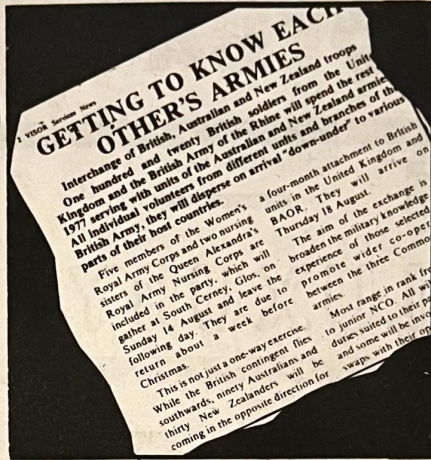 2 VISOR Services News
GETTING TO KNOW EACH
OTHER'S ARMIES
Interchange of British, Australian and New Zealand troops
One hundred and twenty British soldiers from the
Kingdom and the British Army of the Rhine will spend the rest
1977 serving with units of the Australian and New Zealand armies
All individual volunteers from different units and branches of the
British Army, they will disperse on arrival "down-under" to various
parts of their host countries.
Five members of the Women's
Royal Army Corps and two nursing
sisters of the Queen Alexandra's
Royal Army Nursing Corps are
included in the party, which will
gather at South Cerney, Glos, on
Sunday 14 August and leave the
following day. They are due to
return about a week before
Christmas.
This is not just a one-way exercise.
While the British contingent flies
southwards, ninety Australians and
thirty New Zealanders will be
coming in the opposite direction for
a four-month attachment to British
units in the United Kingdom and
BAOR. They will arrive on
Thursday 18 August.
The aim of the exchange is
broaden the military knowledge
experience of those selected
promote wider co-oper
between the three Commo
armies.
Most range in rank fr
to junior NCO. All wi
duties suited to their pa
and some will be invo
swaps with their op